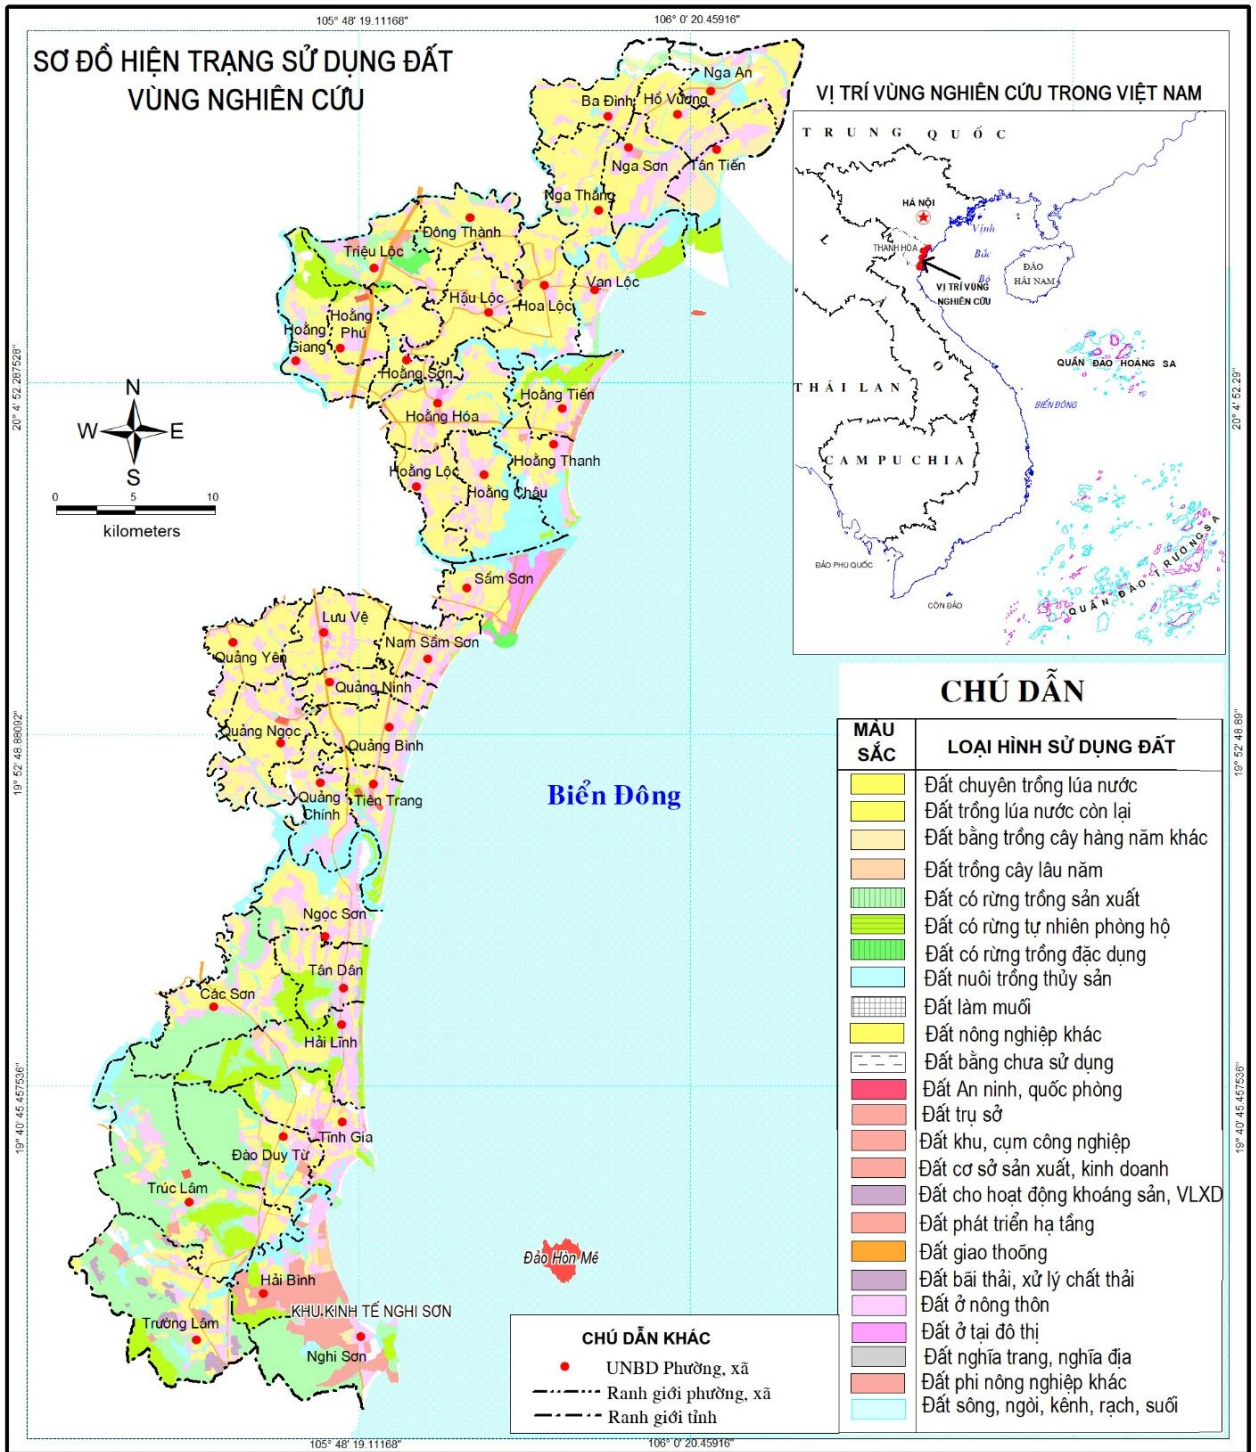 105° 48' 19.11168"
106° 0' 20.45916"
SƠ ĐỒ HIỆN TRẠNG SỬ DỤNG ĐẤT
VÙNG NGHIÊN CỨU
VỊ TRÍ VÙNG NGHIÊN CỨU TRONG VIỆT NAM
TRUNG QUỐC
HÀ NỘI
L
Vịnh
Bắc
Bộ
THANH HÓA
ĐẢO
HẢI NAM
VỊ TRÍ VÙNG
NGHIÊN CỨU
O
QUẦN ĐẢO HOÀNG SA
THÁI LAN
BIỂN ĐÔNG
CAMPUCHIA
ĐẢO PHÚ QUỐC
CÔN ĐẢO
QUẦN ĐẢO TRƯỜNG SA
Nga An
Ba Đình
Hồ Vương
Nga Sơn
Tân Tiến
Nga Thắng
Đông Thành
Triệu Lộc
Vạn Lộc
Hậu Lộc
Hoa Lộc
Hoằng
Phú
Hoằng
Giang
Hoằng Sơn
Hoằng Tiến
Hoằng Hóa
Hoằng Thanh
Hoằng Lộc
Hoằng Châu
20° 4' 52.287528"
20° 4' 52.29"
N
W
E
S
0
5
10
kilometers
Sầm Sơn
Lưu Vệ
Nam Sầm Sơn
Quảng Yên
Quảng Ninh
Quảng Ngọc
Quảng Bình
Quảng
Chính
Tiên Trang
19° 52' 48.88092"
19° 52' 48.89"
Biển Đông
Ngọc Sơn
Tân Dân
Các Sơn
Hải Lĩnh
Tĩnh Gia
Đào Duy Từ
Trúc Lâm
19° 40' 45.457536"
19° 40' 45.457536"
Hải Bình
KHU KINH TẾ NGHI SƠN
Trường Lâm
Nghi Sơn
Đảo Hòn Mê
CHÚ DẪN
MÀU
SẮC
LOẠI HÌNH SỬ DỤNG ĐẤT
Đất chuyên trồng lúa nước
Đất trồng lúa nước còn lại
Đất bằng trồng cây hàng năm khác
Đất trồng cây lâu năm
Đất có rừng trồng sản xuất
Đất có rừng tự nhiên phòng hộ
Đất có rừng trồng đặc dụng
Đất nuôi trồng thủy sản
Đất làm muối
Đất nông nghiệp khác
Đất bằng chưa sử dụng
Đất An ninh, quốc phòng
Đất trụ sở
Đất khu, cụm công nghiệp
Đất cơ sở sản xuất, kinh doanh
Đất cho hoạt động khoáng sản, VLXD
Đất phát triển hạ tầng
Đất giao thoõng
Đất bãi thải, xử lý chất thải
Đất ở nông thôn
Đất ở tại đô thị
Đất nghĩa trang, nghĩa địa
Đất phi nông nghiệp khác
Đất sông, ngòi, kênh, rạch, suối
CHÚ DẪN KHÁC
UNBD Phường, xã
Ranh giới phường, xã
Ranh giới tỉnh
105° 48' 19.11168"
106° 0' 20.45916"